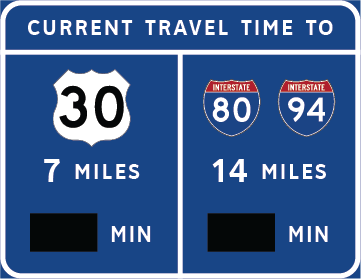 CURRENT TRAVEL TIME TO
30
7 MILES
MIN
INTERSTATE 80
INTERSTATE 94
14 MILES
MIN